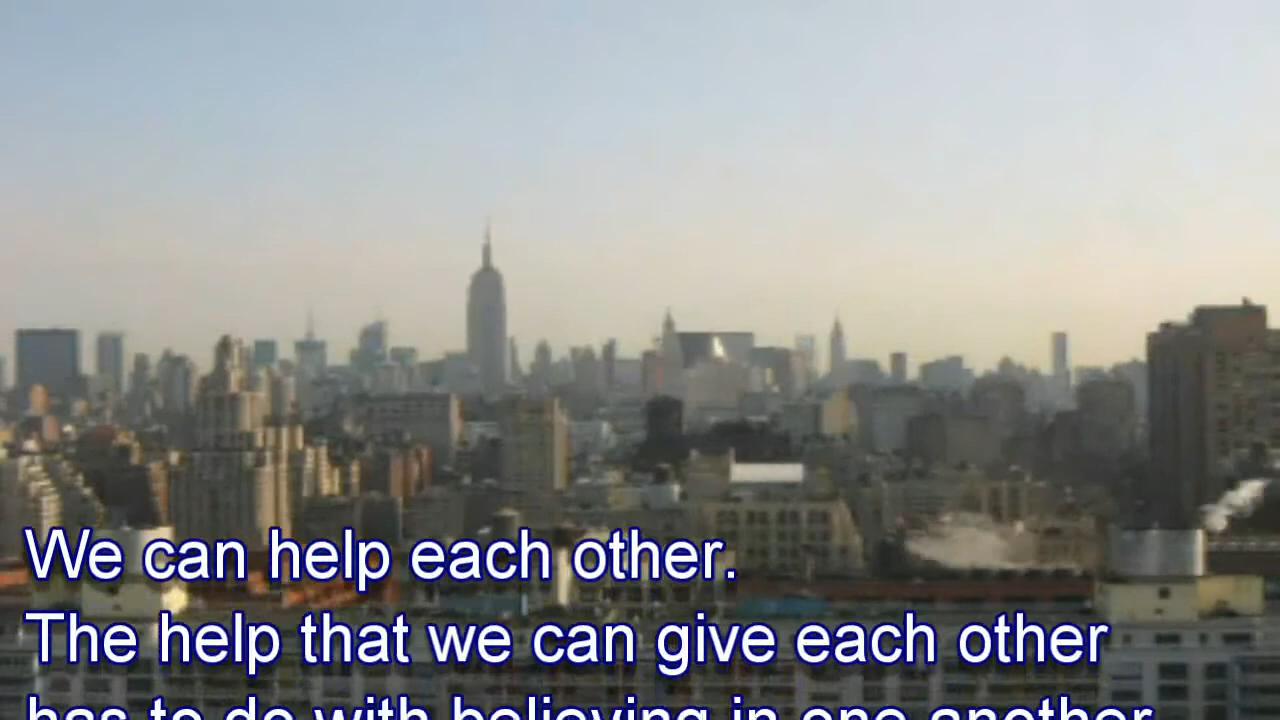 We can help each other.
The help that we can give each other
has to do with believing in one another